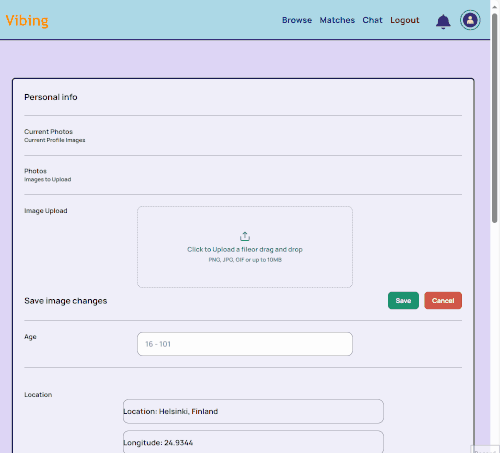 Vibing
Browse Matches Chat Logout
Personal info
Current Photos
Current Profile Images
Photos
Images to Upload
Image Upload
Click to Upload a fileor drag and drop
PNG, JPG, GIF or up to 10MB
Save image changes
Save Cancel
Age
16 - 101
Location
Location: Helsinki, Finland
Longitude: 24.9344